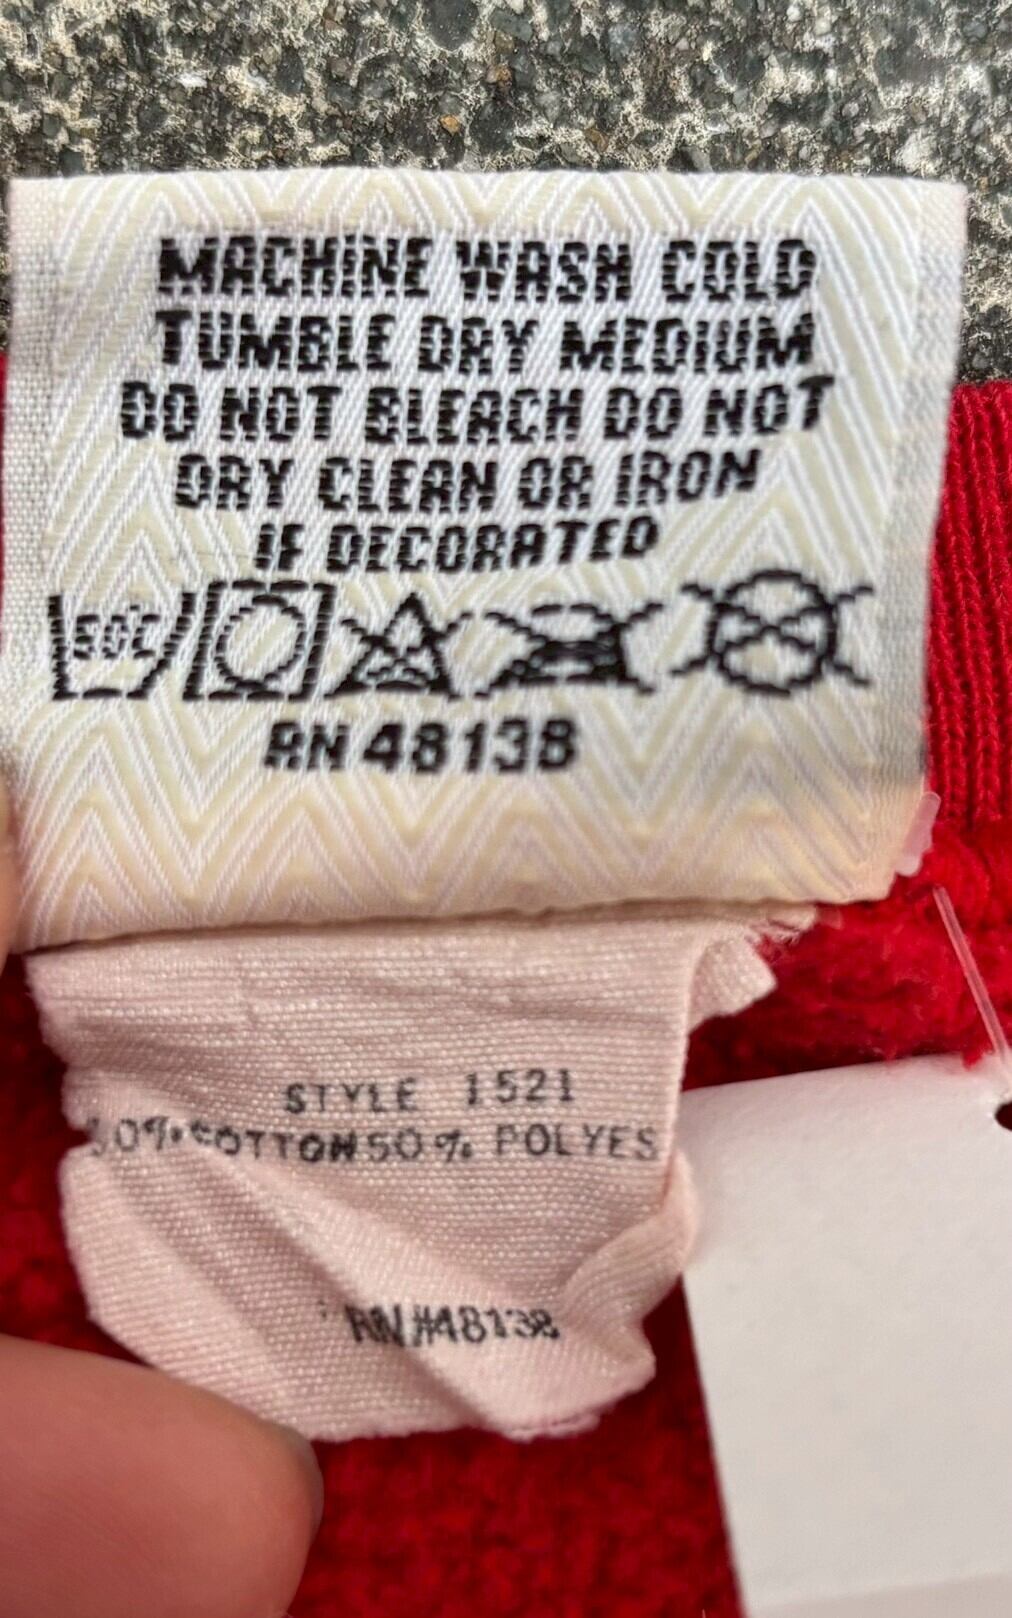 MACHINE WASH COLD
TUMBLE DRY MEDIUM
DO NOT BLEACH DO NOT
DRY CLEAN OR IRON
IF DECORATED
RN 48138
STYLE 1521
COTTON 50% POLYES
RN#48138